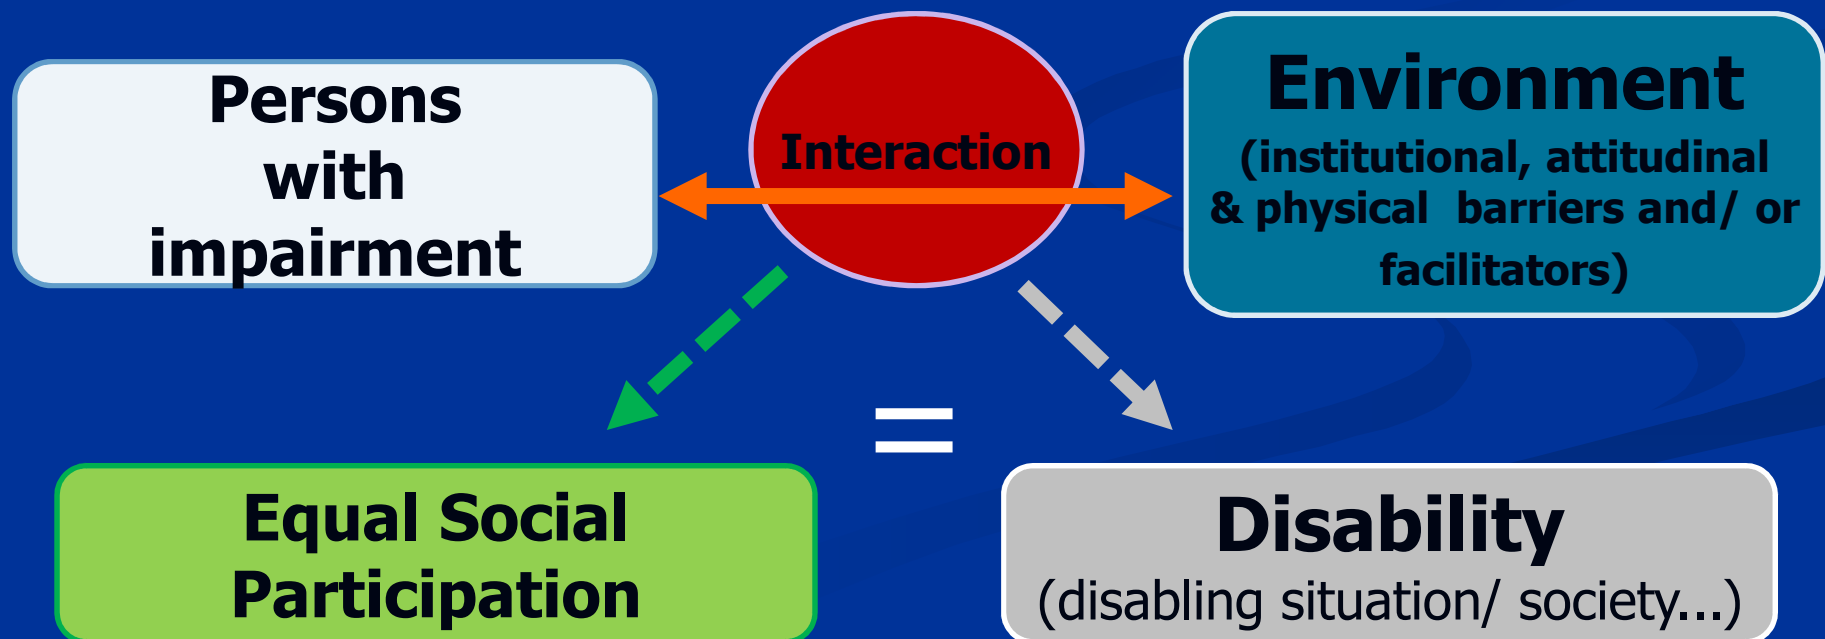 Persons
with
impairment
Interaction
Environment
(institutional, attitudinal
& physical barriers and/ or
facilitators)
=
Equal Social
Participation
Disability
(disabling situation/ society...)